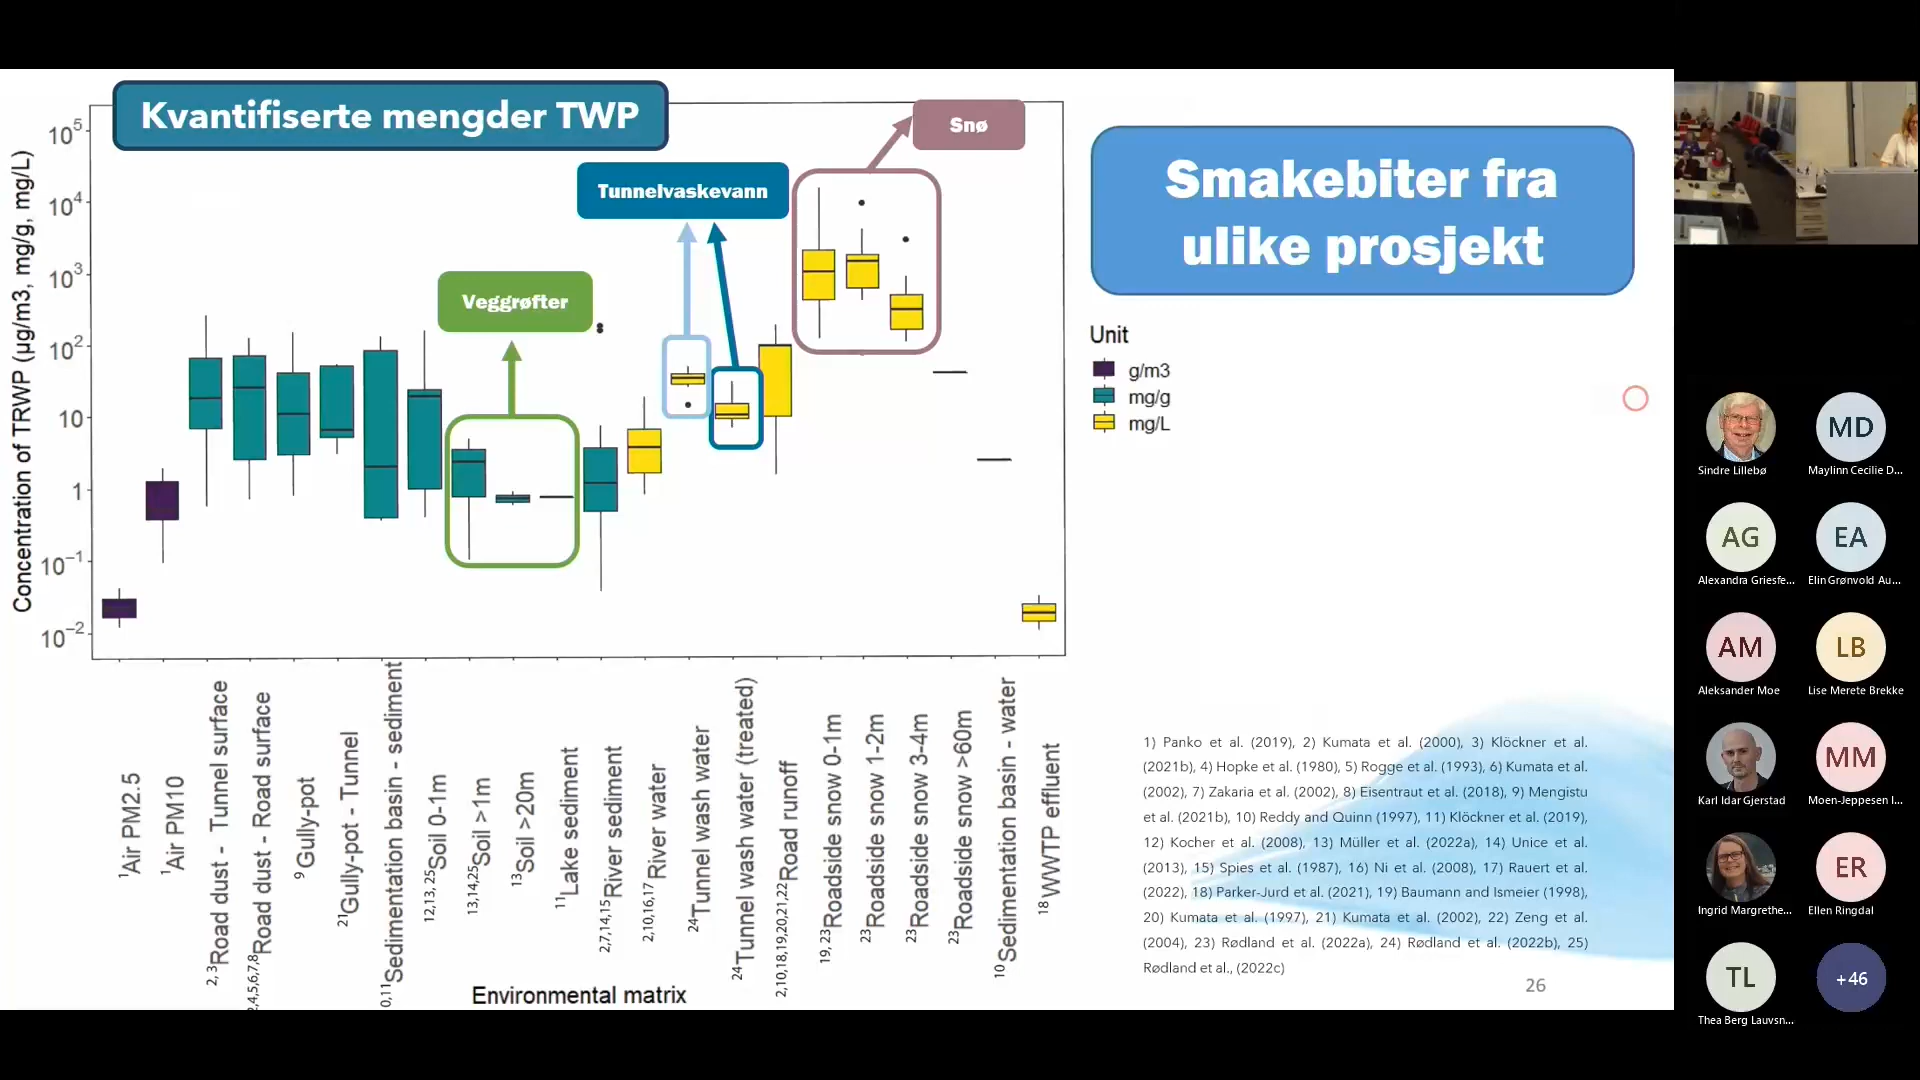 Kvantifiserte mengder TWP
Snø
Tunnelvaskevann
Veggrøfter
Smakebiter fra
ulike prosjekt
Concentration of TRWP (µg/m3, mg/g, mg/L)
10⁵
10⁴
10³
10²
10
1
10⁻¹
10⁻²
Unit
g/m3
mg/g
mg/L
¹Air PM2.5
¹Air PM10
²,³Road dust - Tunnel surface
2,4,5,6,7,8Road dust - Road surface
⁹Gully-pot
²¹Gully-pot - Tunnel
0,11Sedimentation basin - sediment
12,13,25Soil 0-1m
13,14,25Soil >1m
13Soil >20m
11Lake sediment
2,7,14,15River sediment
2,10,16,17River water
24Tunnel wash water
24Tunnel wash water (treated)
2,10,18,19,20,21,22Road runoff
19, 23Roadside snow 0-1m
23Roadside snow 1-2m
23Roadside snow 3-4m
23Roadside snow >60m
10Sedimentation basin - water
18WWTP effluent
Environmental matrix
1) Panko et al. (2019), 2) Kumata et al. (2000), 3) Klöckner et al.
(2021b), 4) Hopke et al. (1980), 5) Rogge et al. (1993), 6) Kumata et al.
(2002), 7) Zakaria et al. (2002), 8) Eisentraut et al. (2018), 9) Mengistu
et al. (2021b), 10) Reddy and Quinn (1997), 11) Klöckner et al. (2019),
12) Kocher et al. (2008), 13) Müller et al. (2022a), 14) Unice et al.
(2013), 15) Spies et al. (1987), 16) Ni et al. (2008), 17) Rauert et al.
(2022), 18) Parker-Jurd et al. (2021), 19) Baumann and Ismeier (1998),
20) Kumata et al. (1997), 21) Kumata et al. (2002), 22) Zeng et al.
(2004), 23) Rødland et al. (2022a), 24) Rødland et al. (2022b), 25)
Rødland et al., (2022c)
26
Sindre Lillebø
MD
Maylinn Cecilie D...
AG
Alexandra Griesfe...
EA
Elin Grønvold Au...
AM
Aleksander Moe
LB
Lise Merete Brekke
Karl Idar Gjerstad
MM
Moen-Jeppesen I...
Ingrid Margrethe...
ER
Ellen Ringdal
TL
Thea Berg Lauvsn...
+46